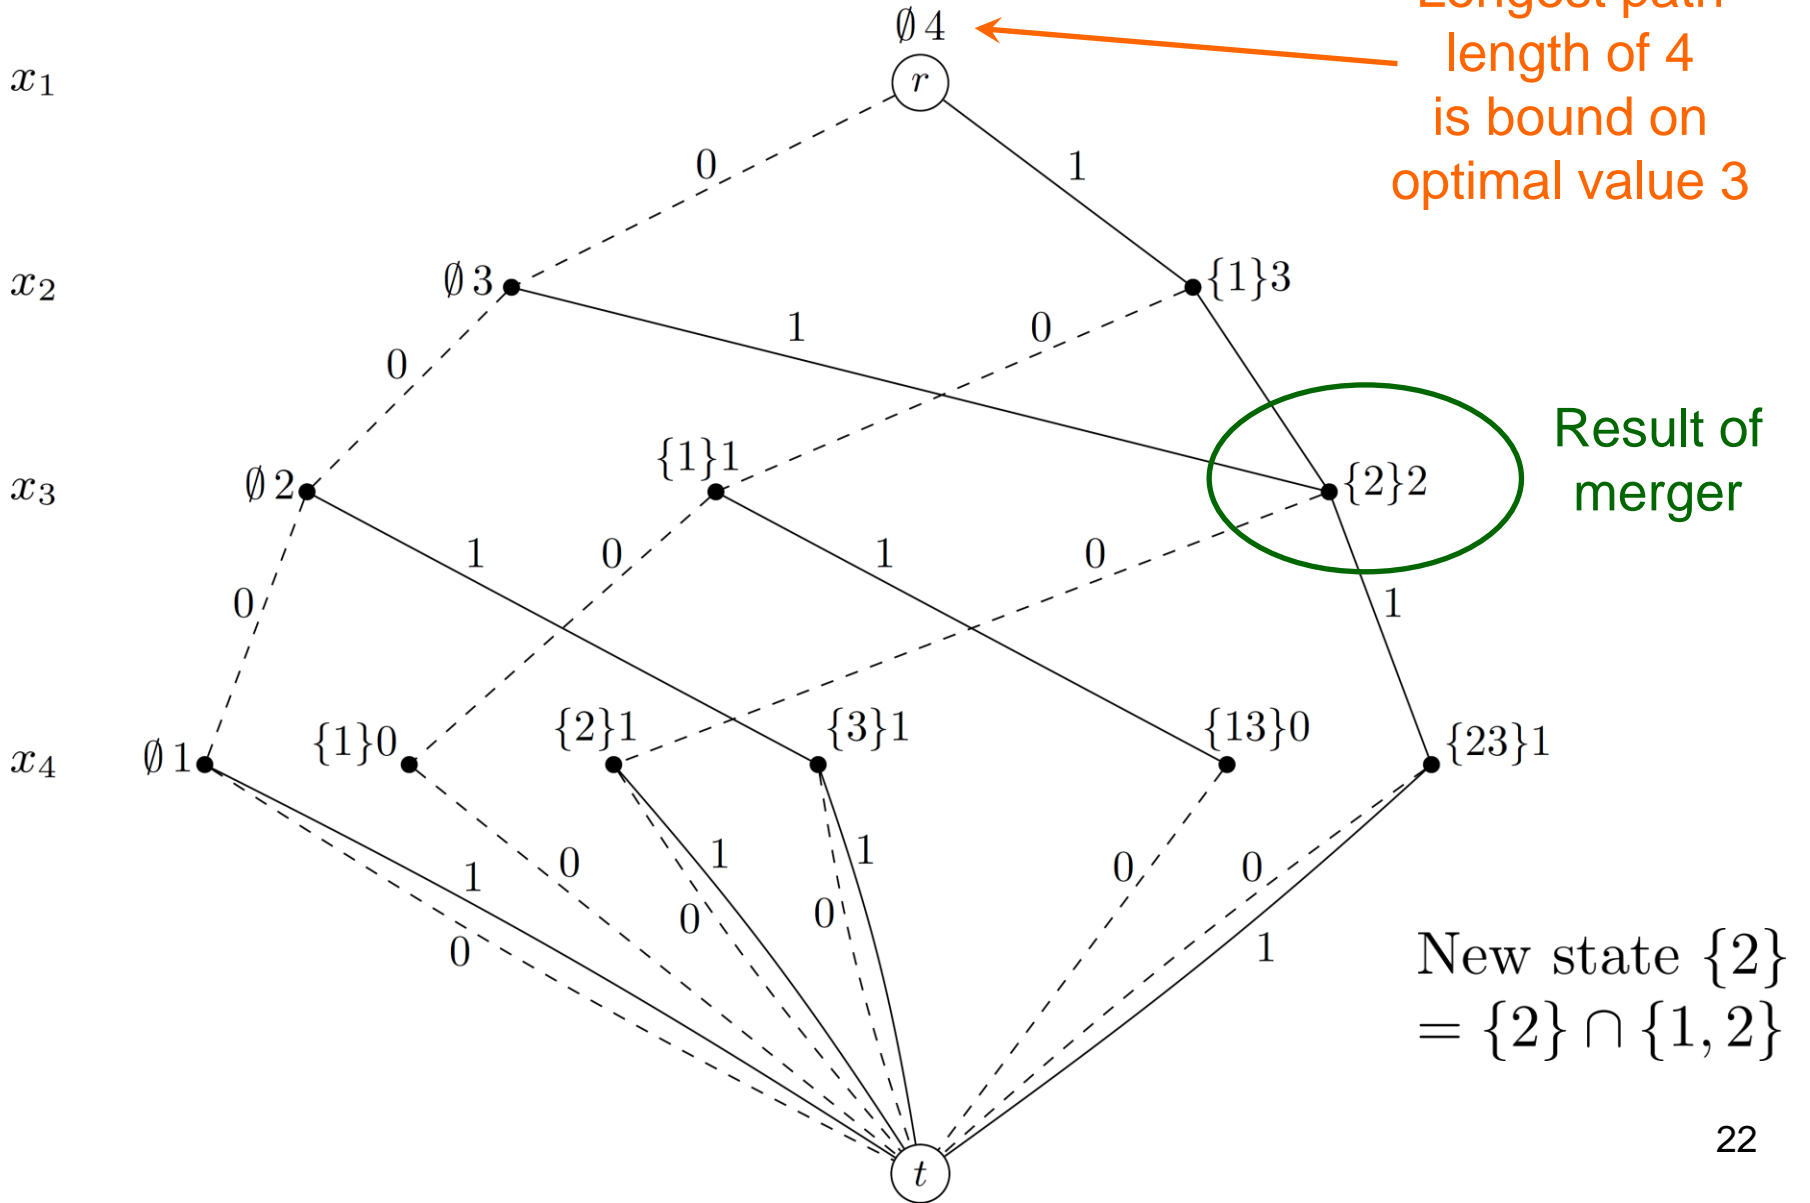 Longest path
∅ 4
length of 4
x1
r
is bound on
0
1
optimal value 3
x2
∅ 3
{1}3
1
0
0
Result of
{1}1
x3
∅ 2
{2}2
merger
1
0
1
0
0
1
{1}0
{2}1
{3}1
{13}0
{23}1
x4
∅ 1
1
1
0
0
0
1
0
0
0
1
New state {2}
= {2} ∩ {1, 2}
22
t